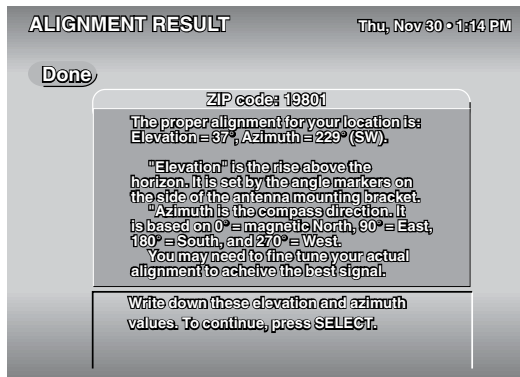 ALIGNMENT RESULT
Thu, Nov 30 • 1:14 PM
Done
ZIP code: 19801
The proper alignment for your location is:
Elevation = 37°, Azimuth = 229° (SW).
"Elevation" is the rise above the
horizon. It is set by the angle markers on
the side of the antenna mounting bracket.
"Azimuth is the compass direction. It
is based on 0° = magnetic North, 90° = East,
180° = South, and 270° = West.
You may need to fine tune your actual
alignment to acheive the best signal.
Write down these elevation and azimuth
values. To continue, press SELECT.